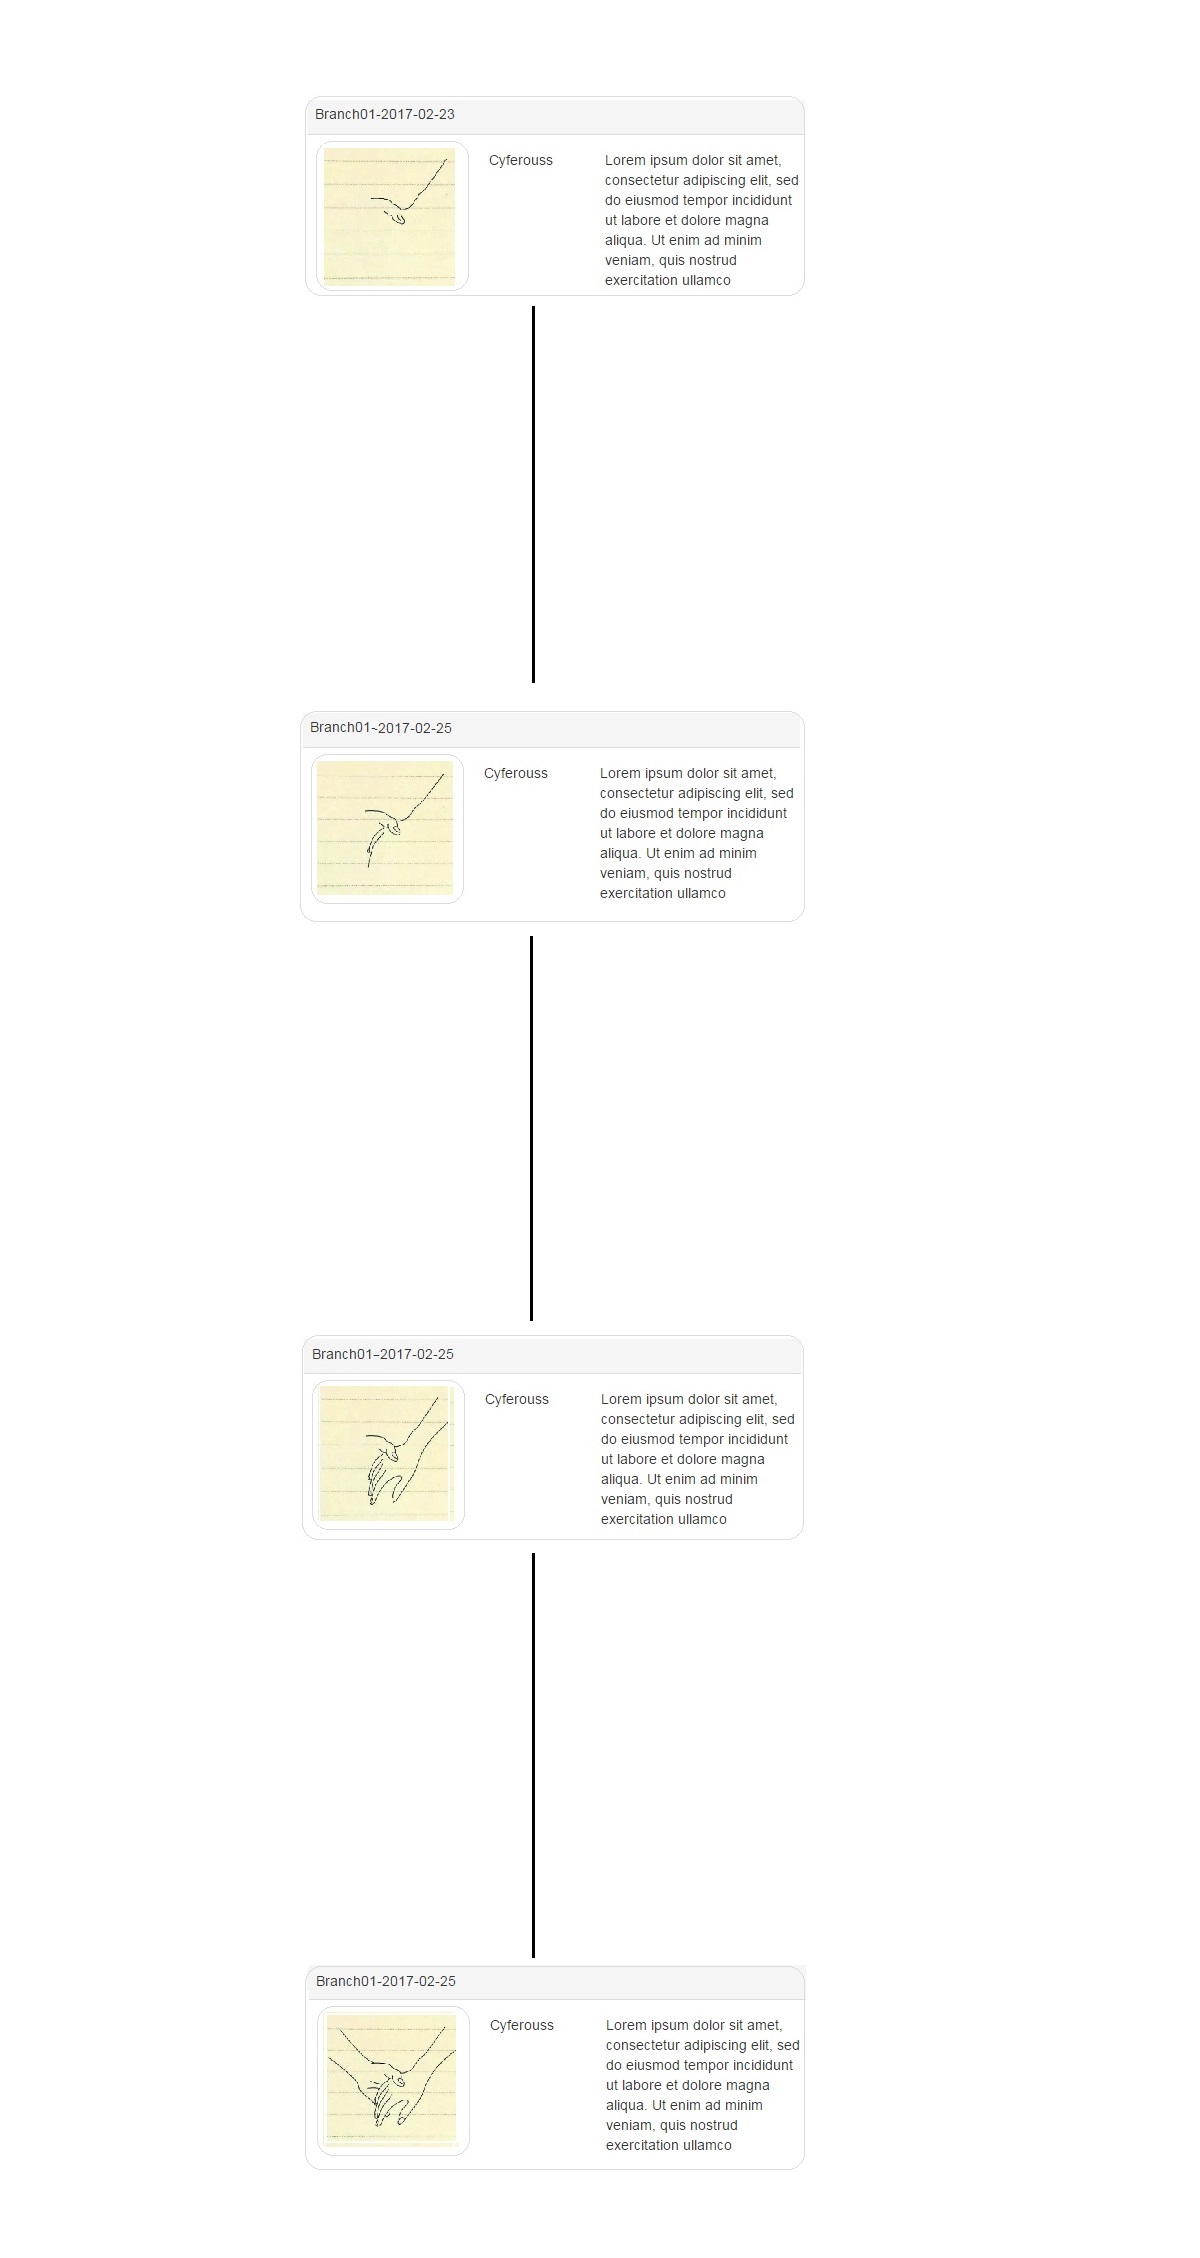 Branch01-2017-02-23
Cyferouss
Lorem ipsum dolor sit amet,
consectetur adipiscing elit, sed
do eiusmod tempor incididunt
ut labore et dolore magna
aliqua. Ut enim ad minim
veniam, quis nostrud
exercitation ullamco
Branch01~2017-02-25
Cyferouss
Lorem ipsum dolor sit amet,
consectetur adipiscing elit, sed
do eiusmod tempor incididunt
ut labore et dolore magna
aliqua. Ut enim ad minim
veniam, quis nostrud
exercitation ullamco
Branch01–2017-02-25
Cyferouss
Lorem ipsum dolor sit amet,
consectetur adipiscing elit, sed
do eiusmod tempor incididunt
ut labore et dolore magna
aliqua. Ut enim ad minim
veniam, quis nostrud
exercitation ullamco
Branch01-2017-02-25
Cyferouss
Lorem ipsum dolor sit amet,
consectetur adipiscing elit, sed
do eiusmod tempor incididunt
ut labore et dolore magna
aliqua. Ut enim ad minim
veniam, quis nostrud
exercitation ullamco